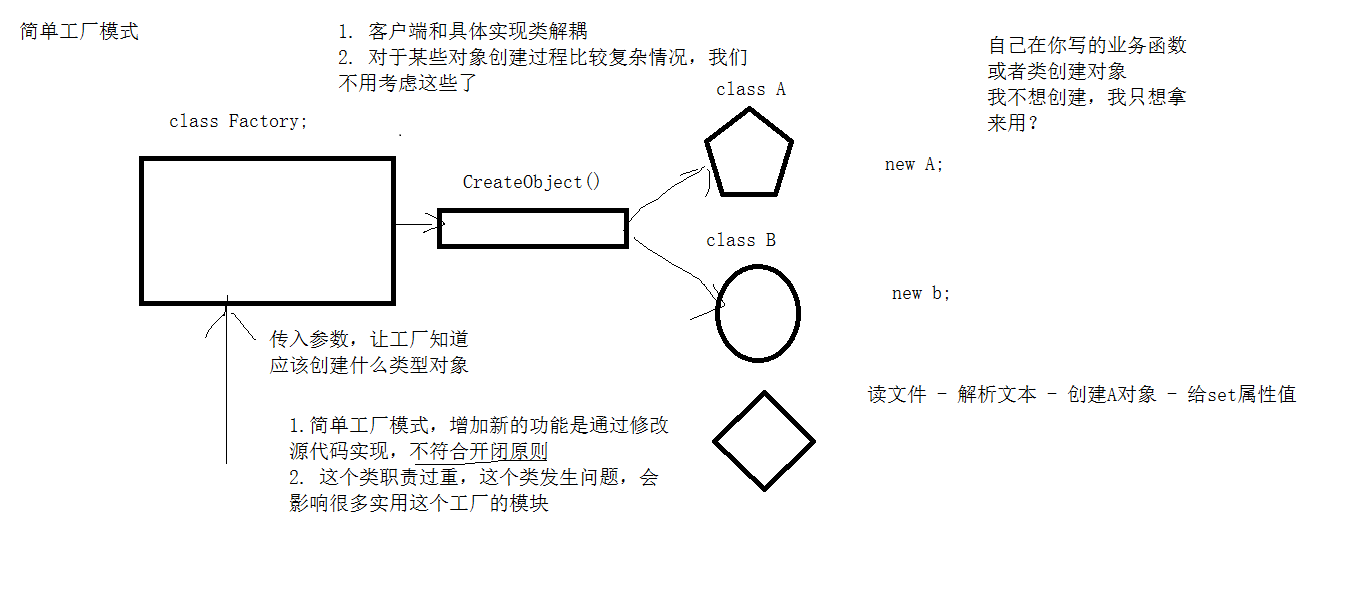 简单工厂模式
1. 客户端和具体实现类解耦
2. 对于某些对象创建过程比较复杂情况，我们
不用考虑这些了
自己在你写的业务函数
或者类创建对象
我不想创建，我只想拿
来用？
class A
class Factory;
new A;
CreateObject()
class B
new b;
传入参数，让工厂知道
应该创建什么类型对象
读文件 - 解析文本 - 创建A对象 - 给set属性值
1.简单工厂模式，增加新的功能是通过修改
源代码实现，不符合开闭原则
2. 这个类职责过重，这个类发生问题，会
影响很多实用这个工厂的模块